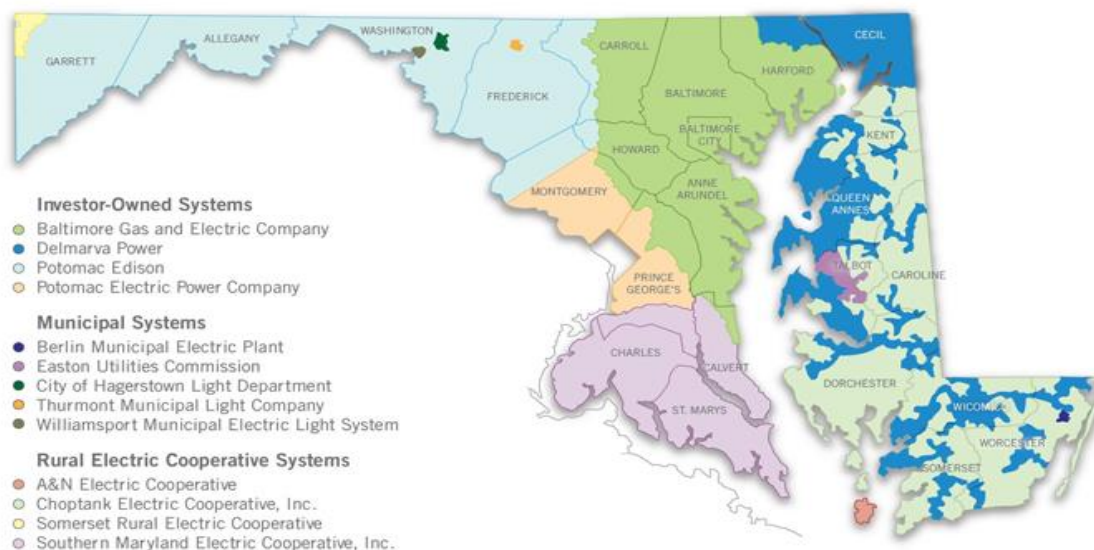 WASHINGTON
ALLEGANY
GARRETT
FREDERICK
CARROLL
CECIL
HARFORD
BALTIMORE
BALTIMORE
CITY
KENT
HOWARD
MONTGOMERY
ANNE
ARUNDEL
QUEEN
ANNES
TALBOT
CAROLINE
PRINCE
GEORGE'S
CHARLES
CALVERT
ST. MARYS
DORCHESTER
WICOMICO
WORCESTER
SOMERSET
Investor-Owned Systems
Baltimore Gas and Electric Company
Delmarva Power
Potomac Edison
Potomac Electric Power Company
Municipal Systems
Berlin Municipal Electric Plant
Easton Utilities Commission
City of Hagerstown Light Department
Thurmont Municipal Light Company
Williamsport Municipal Electric Light System
Rural Electric Cooperative Systems
A&N Electric Cooperative
Choptank Electric Cooperative, Inc.
Somerset Rural Electric Cooperative
Southern Maryland Electric Cooperative, Inc.